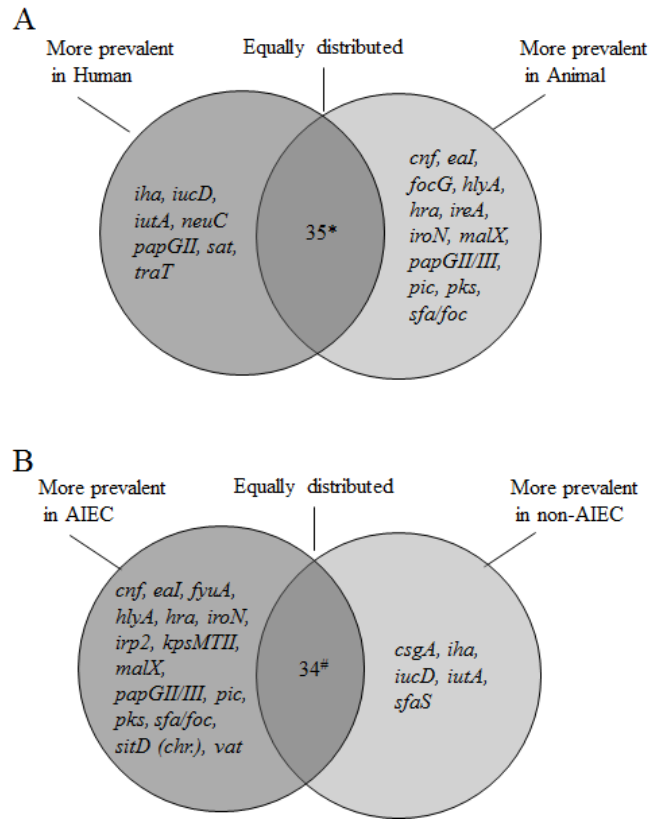 A
More prevalent
in Human
Equally distributed
More prevalent
in Animal
iha, iucD,
iutA, neuC
papGII, sat,
traT
35*
cnf, eaI,
focG, hlyA,
hra, ireA,
iroN, malX,
papGII/III,
pic, pks,
sfa/foc
B
More prevalent
in AIEC
Equally distributed
More prevalent
in non-AIEC
cnf, eaI, fyuA,
hlyA, hra, iroN,
irp2, kpsMTII,
malX,
papGII/III, pic,
pks, sfa/foc,
sitD (chr.), vat
34#
csgA, iha,
iucD, iutA,
sfaS